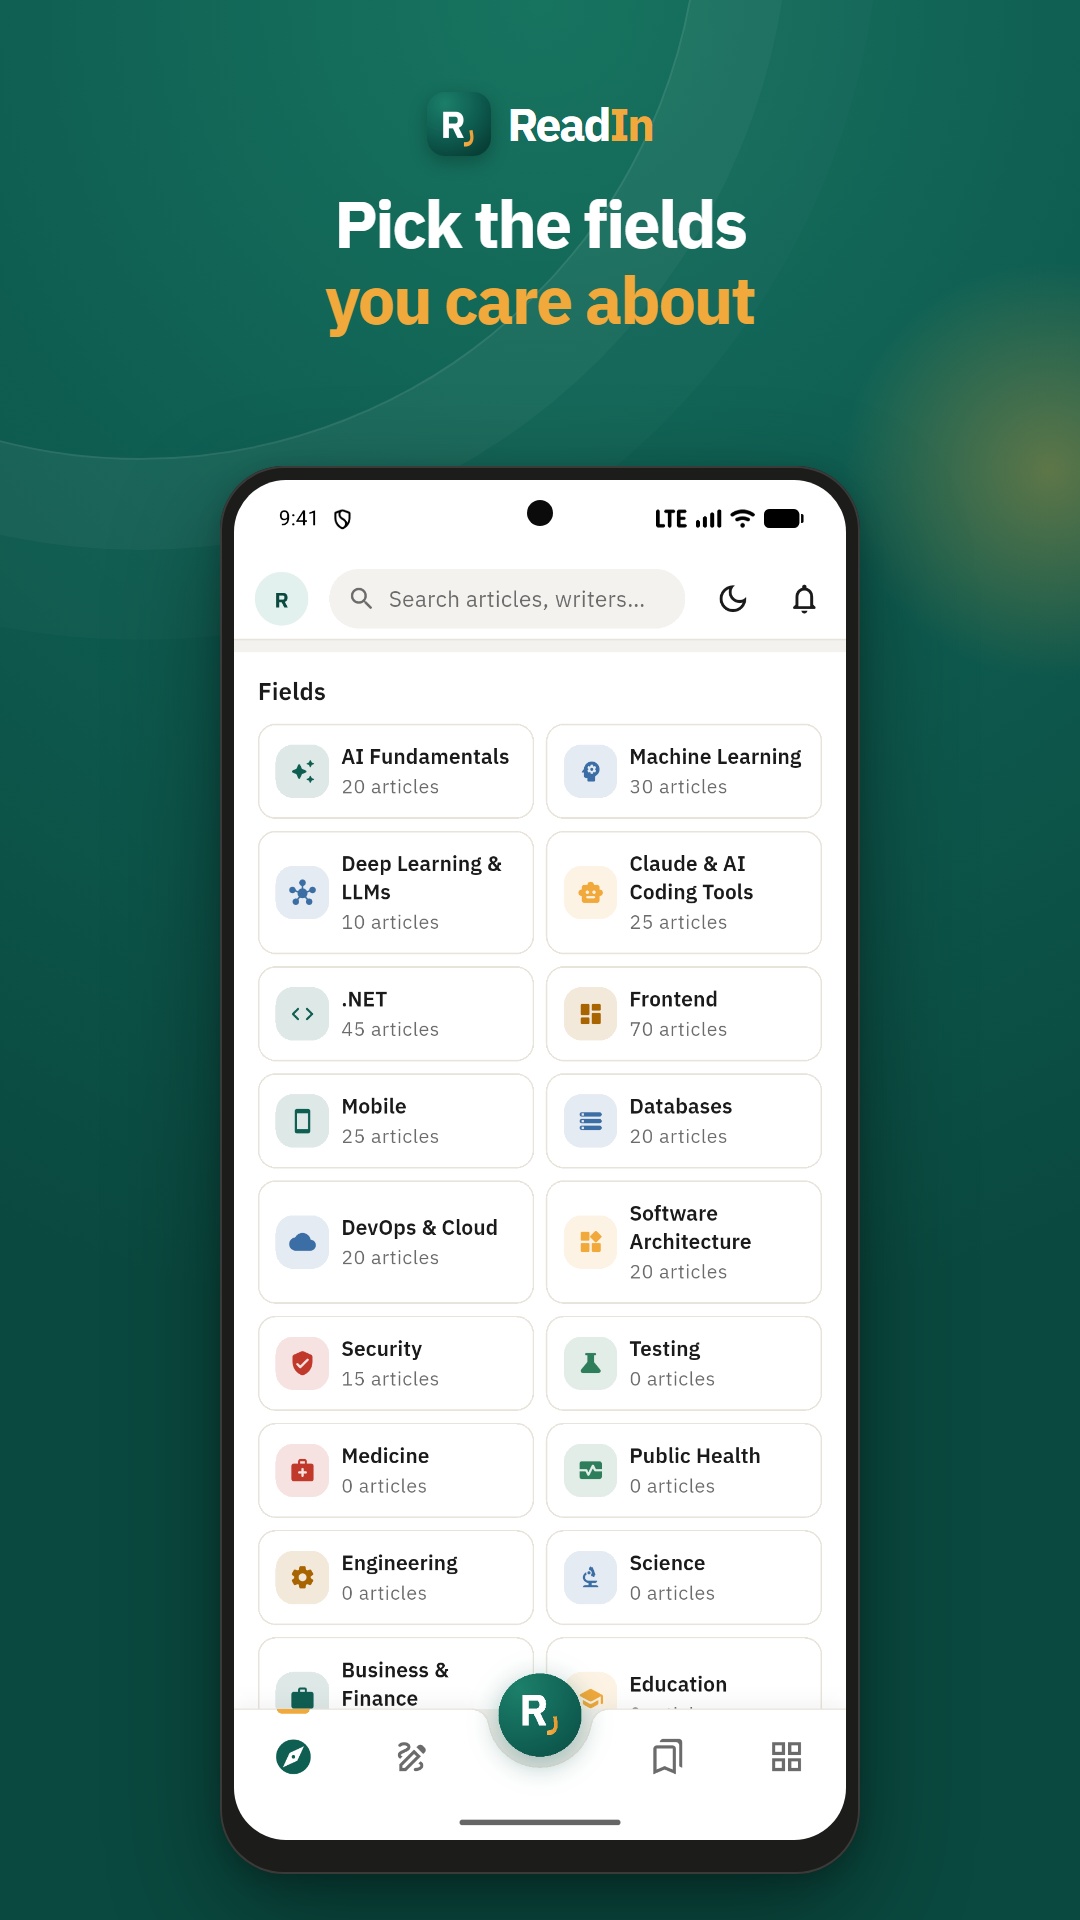 R
ReadIn
Pick the fields
you care about
9:41
LTE
R
Search articles, writers...
Fields
AI Fundamentals
20 articles
Machine Learning
30 articles
Deep Learning &
LLMs
10 articles
Claude & AI
Coding Tools
25 articles
.NET
45 articles
Frontend
70 articles
Mobile
25 articles
Databases
20 articles
DevOps & Cloud
20 articles
Software
Architecture
20 articles
Security
15 articles
Testing
0 articles
Medicine
0 articles
Public Health
0 articles
Engineering
0 articles
Science
0 articles
Business &
Finance
Education
R